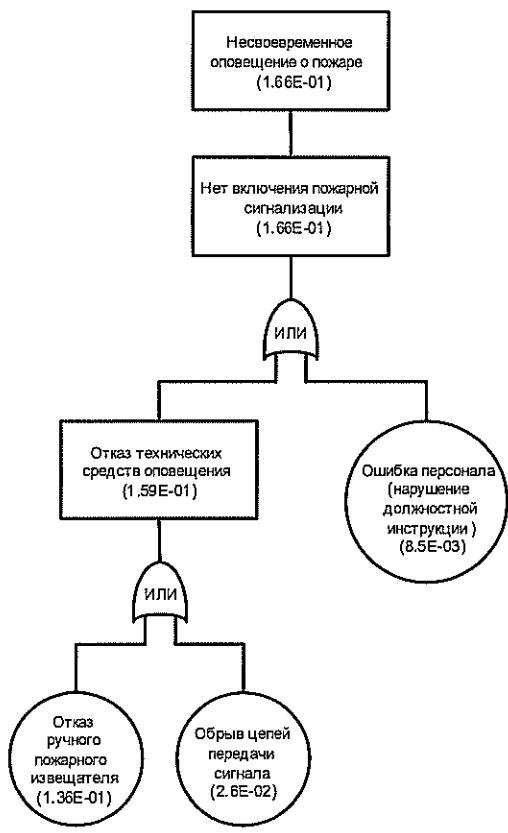 Несвоевременное
оповещение о пожаре
(1.66E-01)
Нет включения пожарной
сигнализации
(1.66E-01)
ИЛИ
Отказ технических
средств оповещения
(1.59E-01)
Ошибка персонала
(нарушение
должностной
инструкции )
(8.5E-03)
ИЛИ
Отказ
ручного
пожарного
извещателя
(1.36E-01)
Обрыв цепей
передачи
сигнала
(2.6E-02)